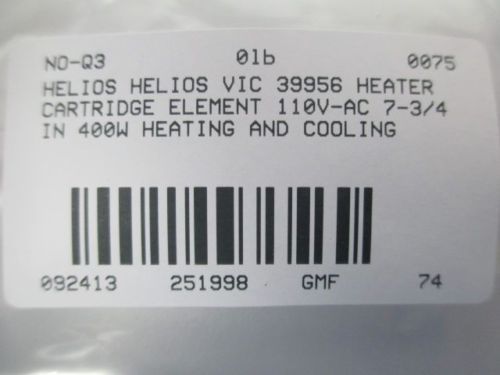 NO-Q3 01b 0075
HELIOS HELIOS VIC 39956 HEATER
CARTRIDGE ELEMENT 110V-AC 7-3/4
IN 400W HEATING AND COOLING
092413 251998 GMF 74